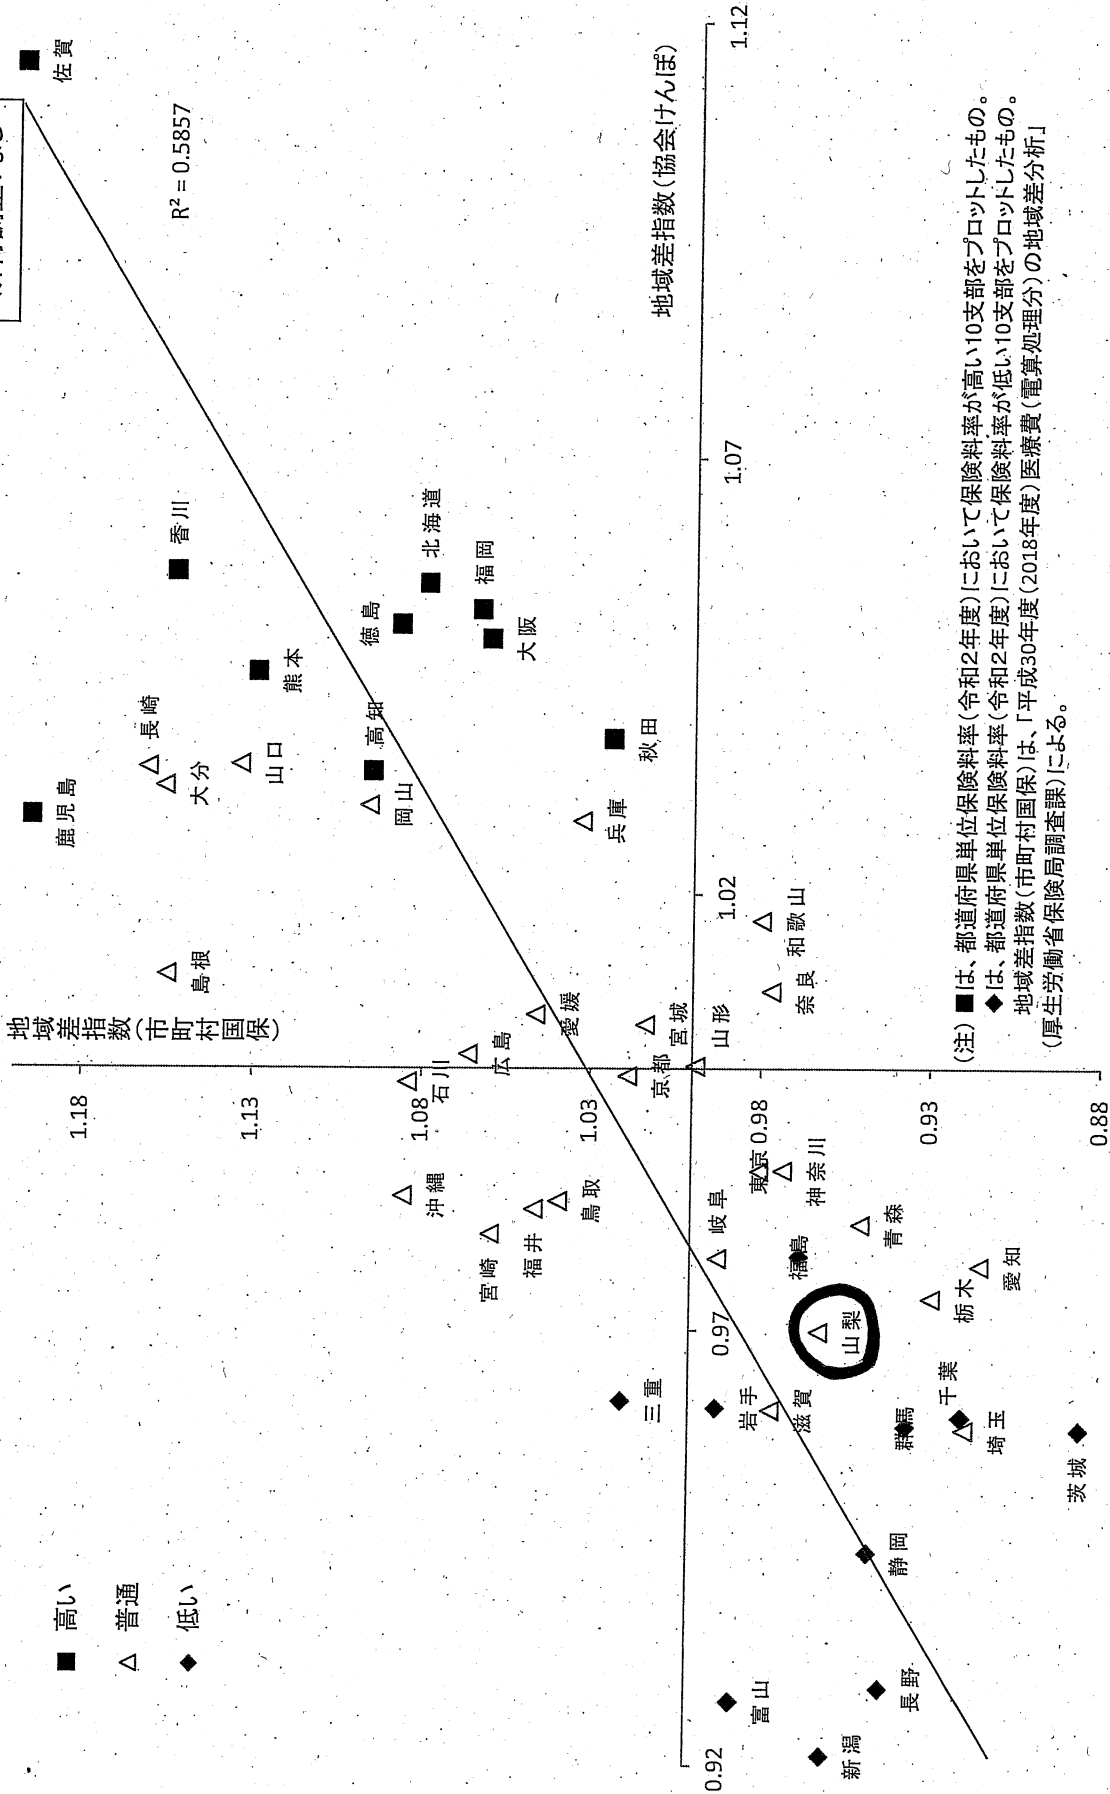 地域差指数(市町村国保)
1.18
1.13
1.08
1.03
0.98
0.93
0.88
0.92
0.97
1.02
1.07
1.12
地域差指数(協会けんぽ)
R² = 0.5857
■ 高い
△ 普通
◆ 低い
佐賀
鹿児島
香川
長崎
大分
島根
熊本
山口
徳島
高知
岡山
北海道
福岡
大阪
石川
沖縄
広島
宮崎
福井
鳥取
愛媛
兵庫
秋田
京都
宮城
三重
山形
岐阜
岩手
富山
滋賀
東京
和歌山
奈良
神奈川
福島
新潟
山梨
青森
静岡
長野
群馬
栃木
千葉
埼玉
愛知
茨城
(注) ■は、都道府県単位保険料率(令和2年度)において保険料率が高い10支部をプロットしたもの。
◆は、都道府県単位保険料率(令和2年度)において保険料率が低い10支部をプロットしたもの。
地域差指数(市町村国保)は、「平成30年度(2018年度)医療費(電算処理分)の地域差分析」
(厚生労働省保険局調査課)による。